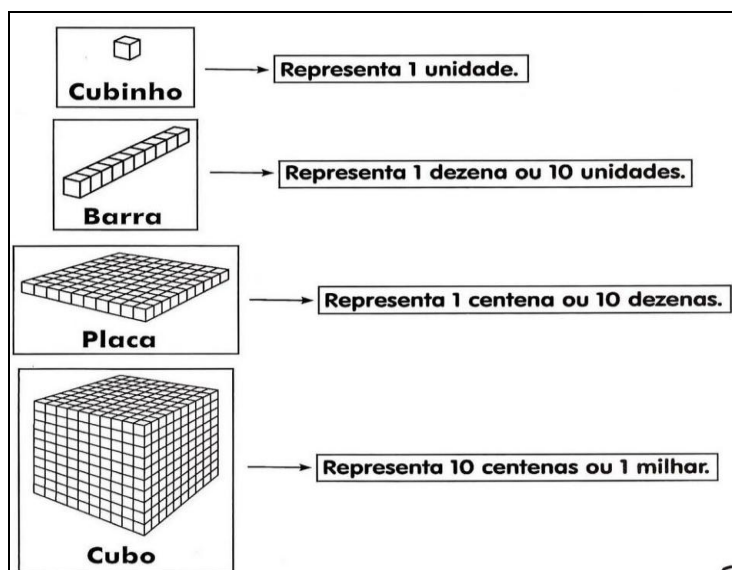 Cubinho
Representa 1 unidade.
Barra
Representa 1 dezena ou 10 unidades.
Placa
Representa 1 centena ou 10 dezenas.
Cubo
Representa 10 centenas ou 1 milhar.